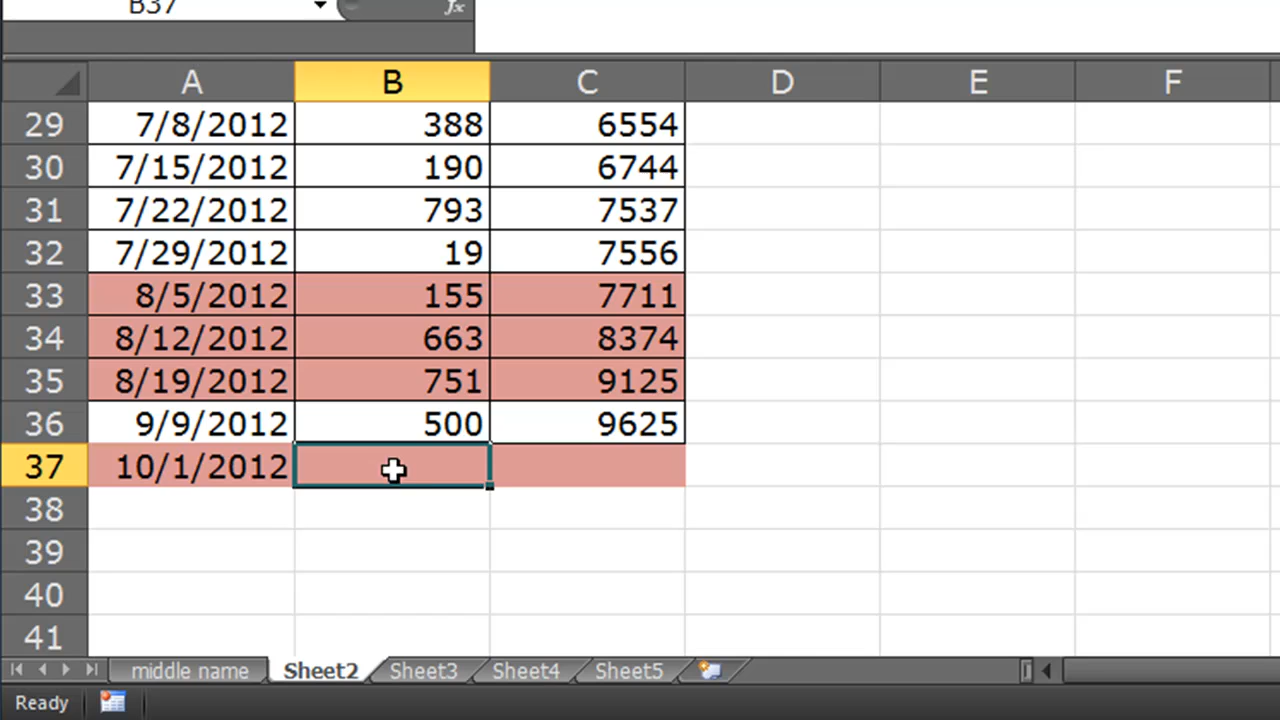 B37 fx
A B C D E F
29 7/8/2012 388 6554
30 7/15/2012 190 6744
31 7/22/2012 793 7537
32 7/29/2012 19 7556
33 8/5/2012 155 7711
34 8/12/2012 663 8374
35 8/19/2012 751 9125
36 9/9/2012 500 9625
37 10/1/2012
38
39
40
41
middle name Sheet2 Sheet3 Sheet4 Sheet5
Ready